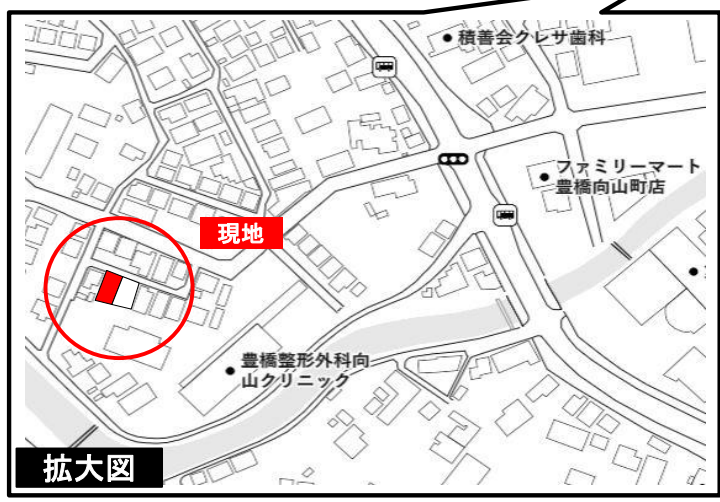 積善会クレサ歯科
ファミリーマート
豊橋向山町店
現地
豊橋整形外科向
山クリニック
拡大図